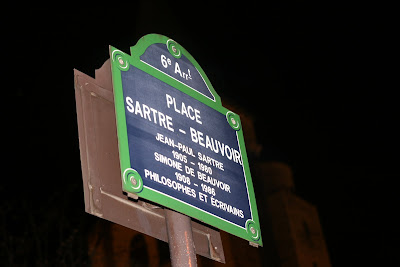 6e Arrt
PLACE
SARTRE - BEAUVOIR
JEAN-PAUL SARTRE
1905 - 1980
SIMONE DE BEAUVOIR
1908 - 1986
PHILOSOPHES ET ÉCRIVAINS